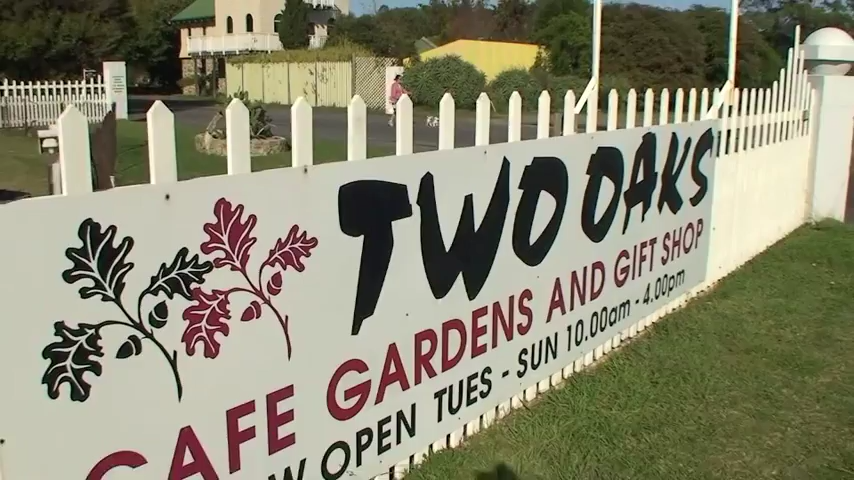 TWO OAKS
CAFE GARDENS AND GIFT SHOP
OPEN TUES - SUN 10.00am - 4.00pm